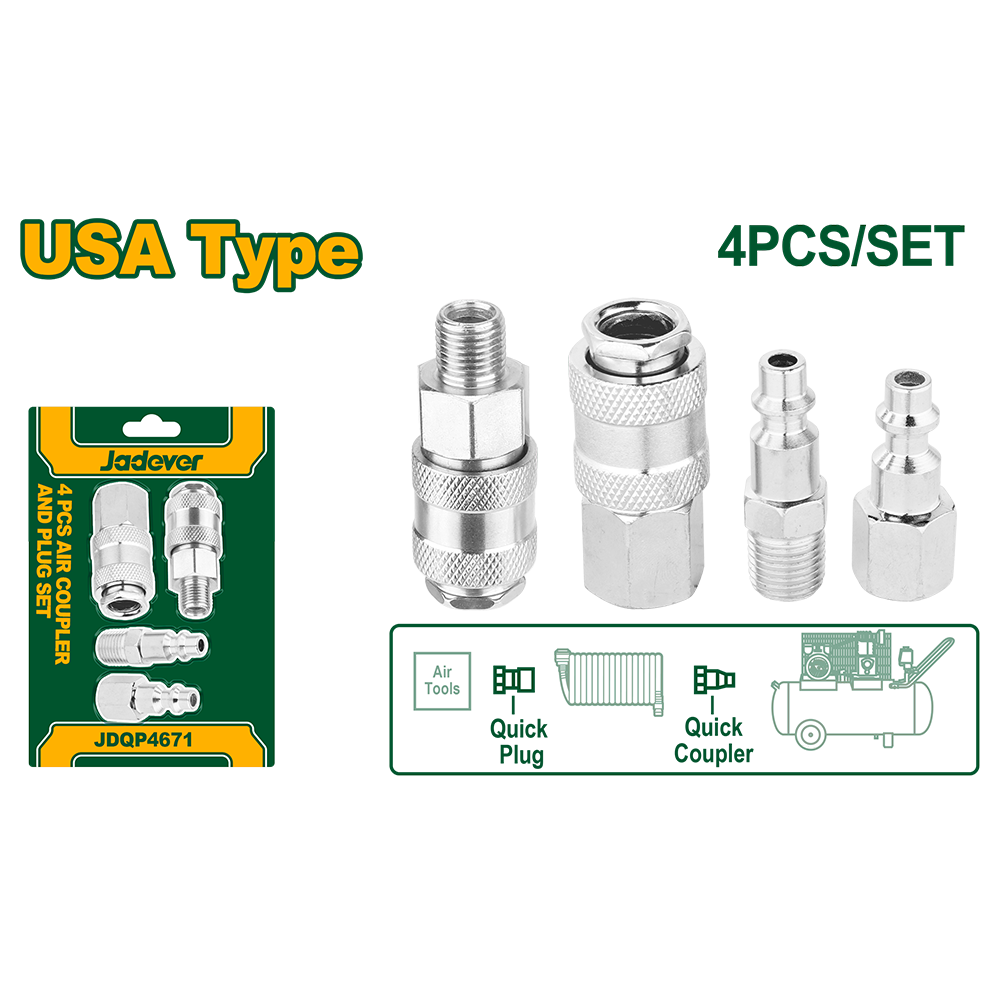 USA Type
4PCS/SET
Jadever
4 PCS AIR COUPLER
AND PLUG SET
JDQP4671
Air
Tools
Quick
Plug
Quick
Coupler